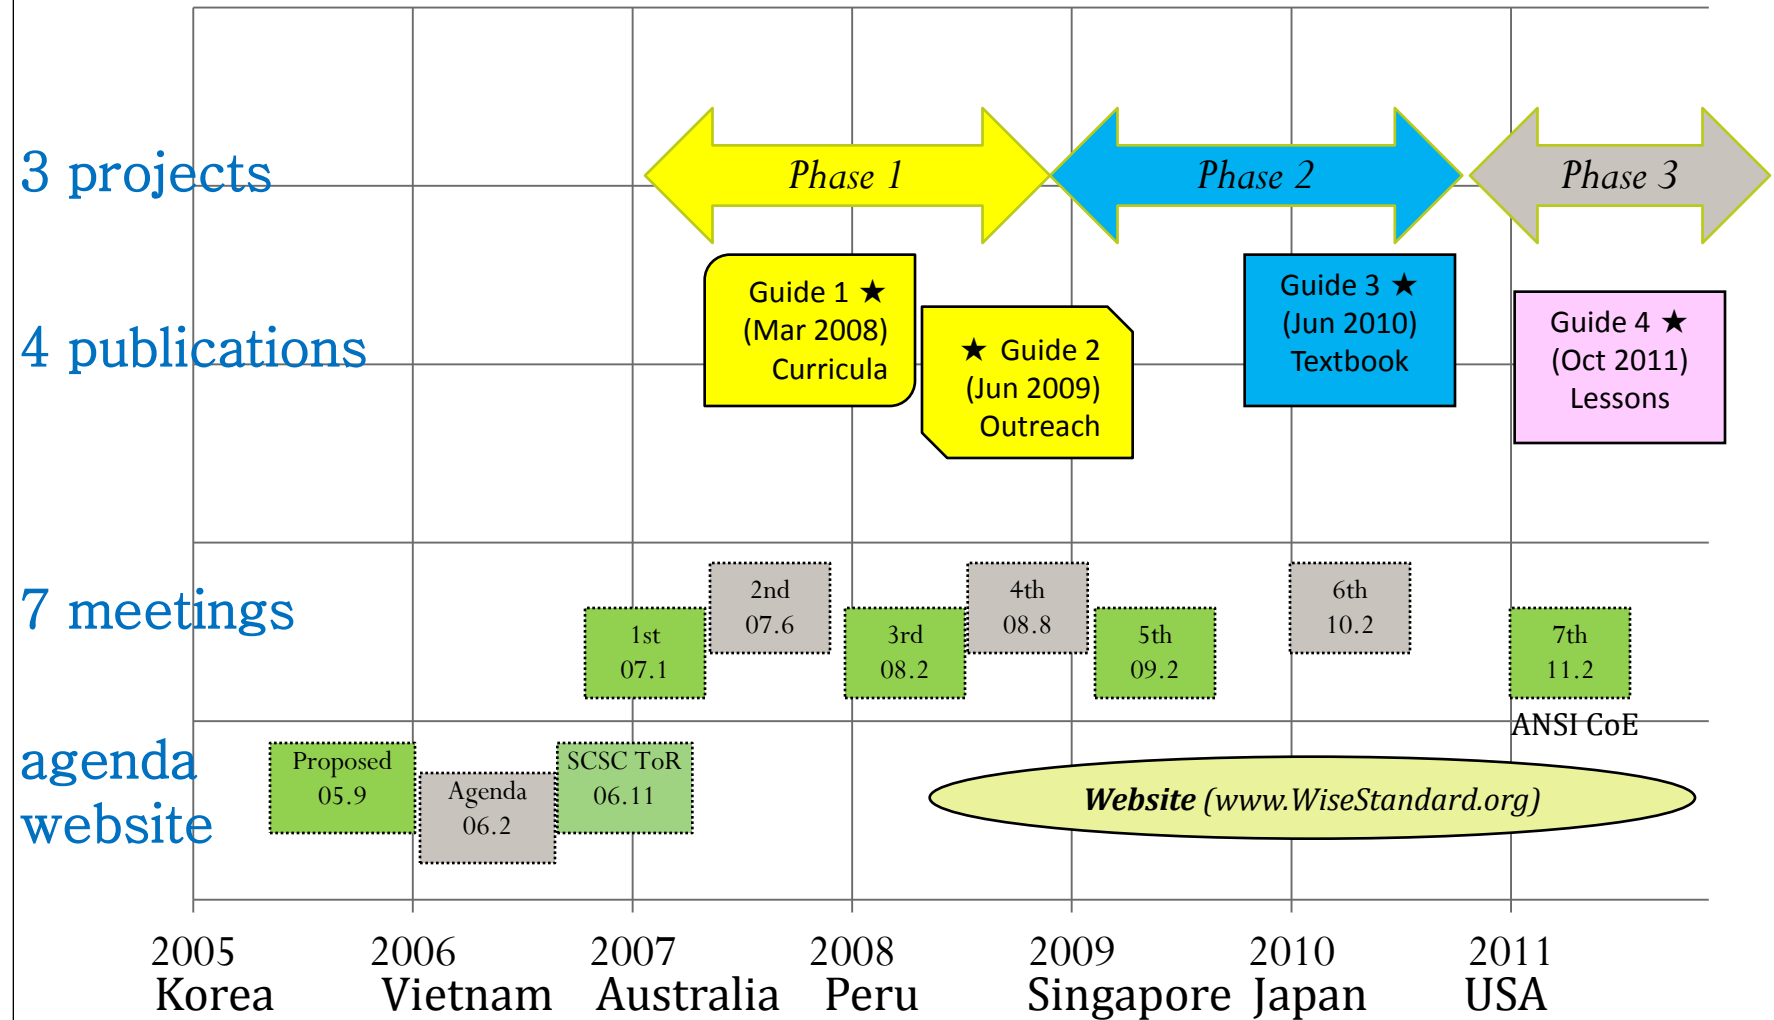 3 projects
Phase 1
Phase 2
Phase 3
4 publications
Guide 1 ★
(Mar 2008)
Curricula
★ Guide 2
(Jun 2009)
Outreach
Guide 3 ★
(Jun 2010)
Textbook
Guide 4 ★
(Oct 2011)
Lessons
7 meetings
1st
07.1
2nd
07.6
3rd
08.2
4th
08.8
5th
09.2
6th
10.2
7th
11.2
ANSI CoE
agenda
website
Proposed
05.9
Agenda
06.2
SCSC ToR
06.11
Website (www.WiseStandard.org)
2005 2006 2007 2008 2009 2010 2011
Korea Vietnam Australia Peru Singapore Japan USA